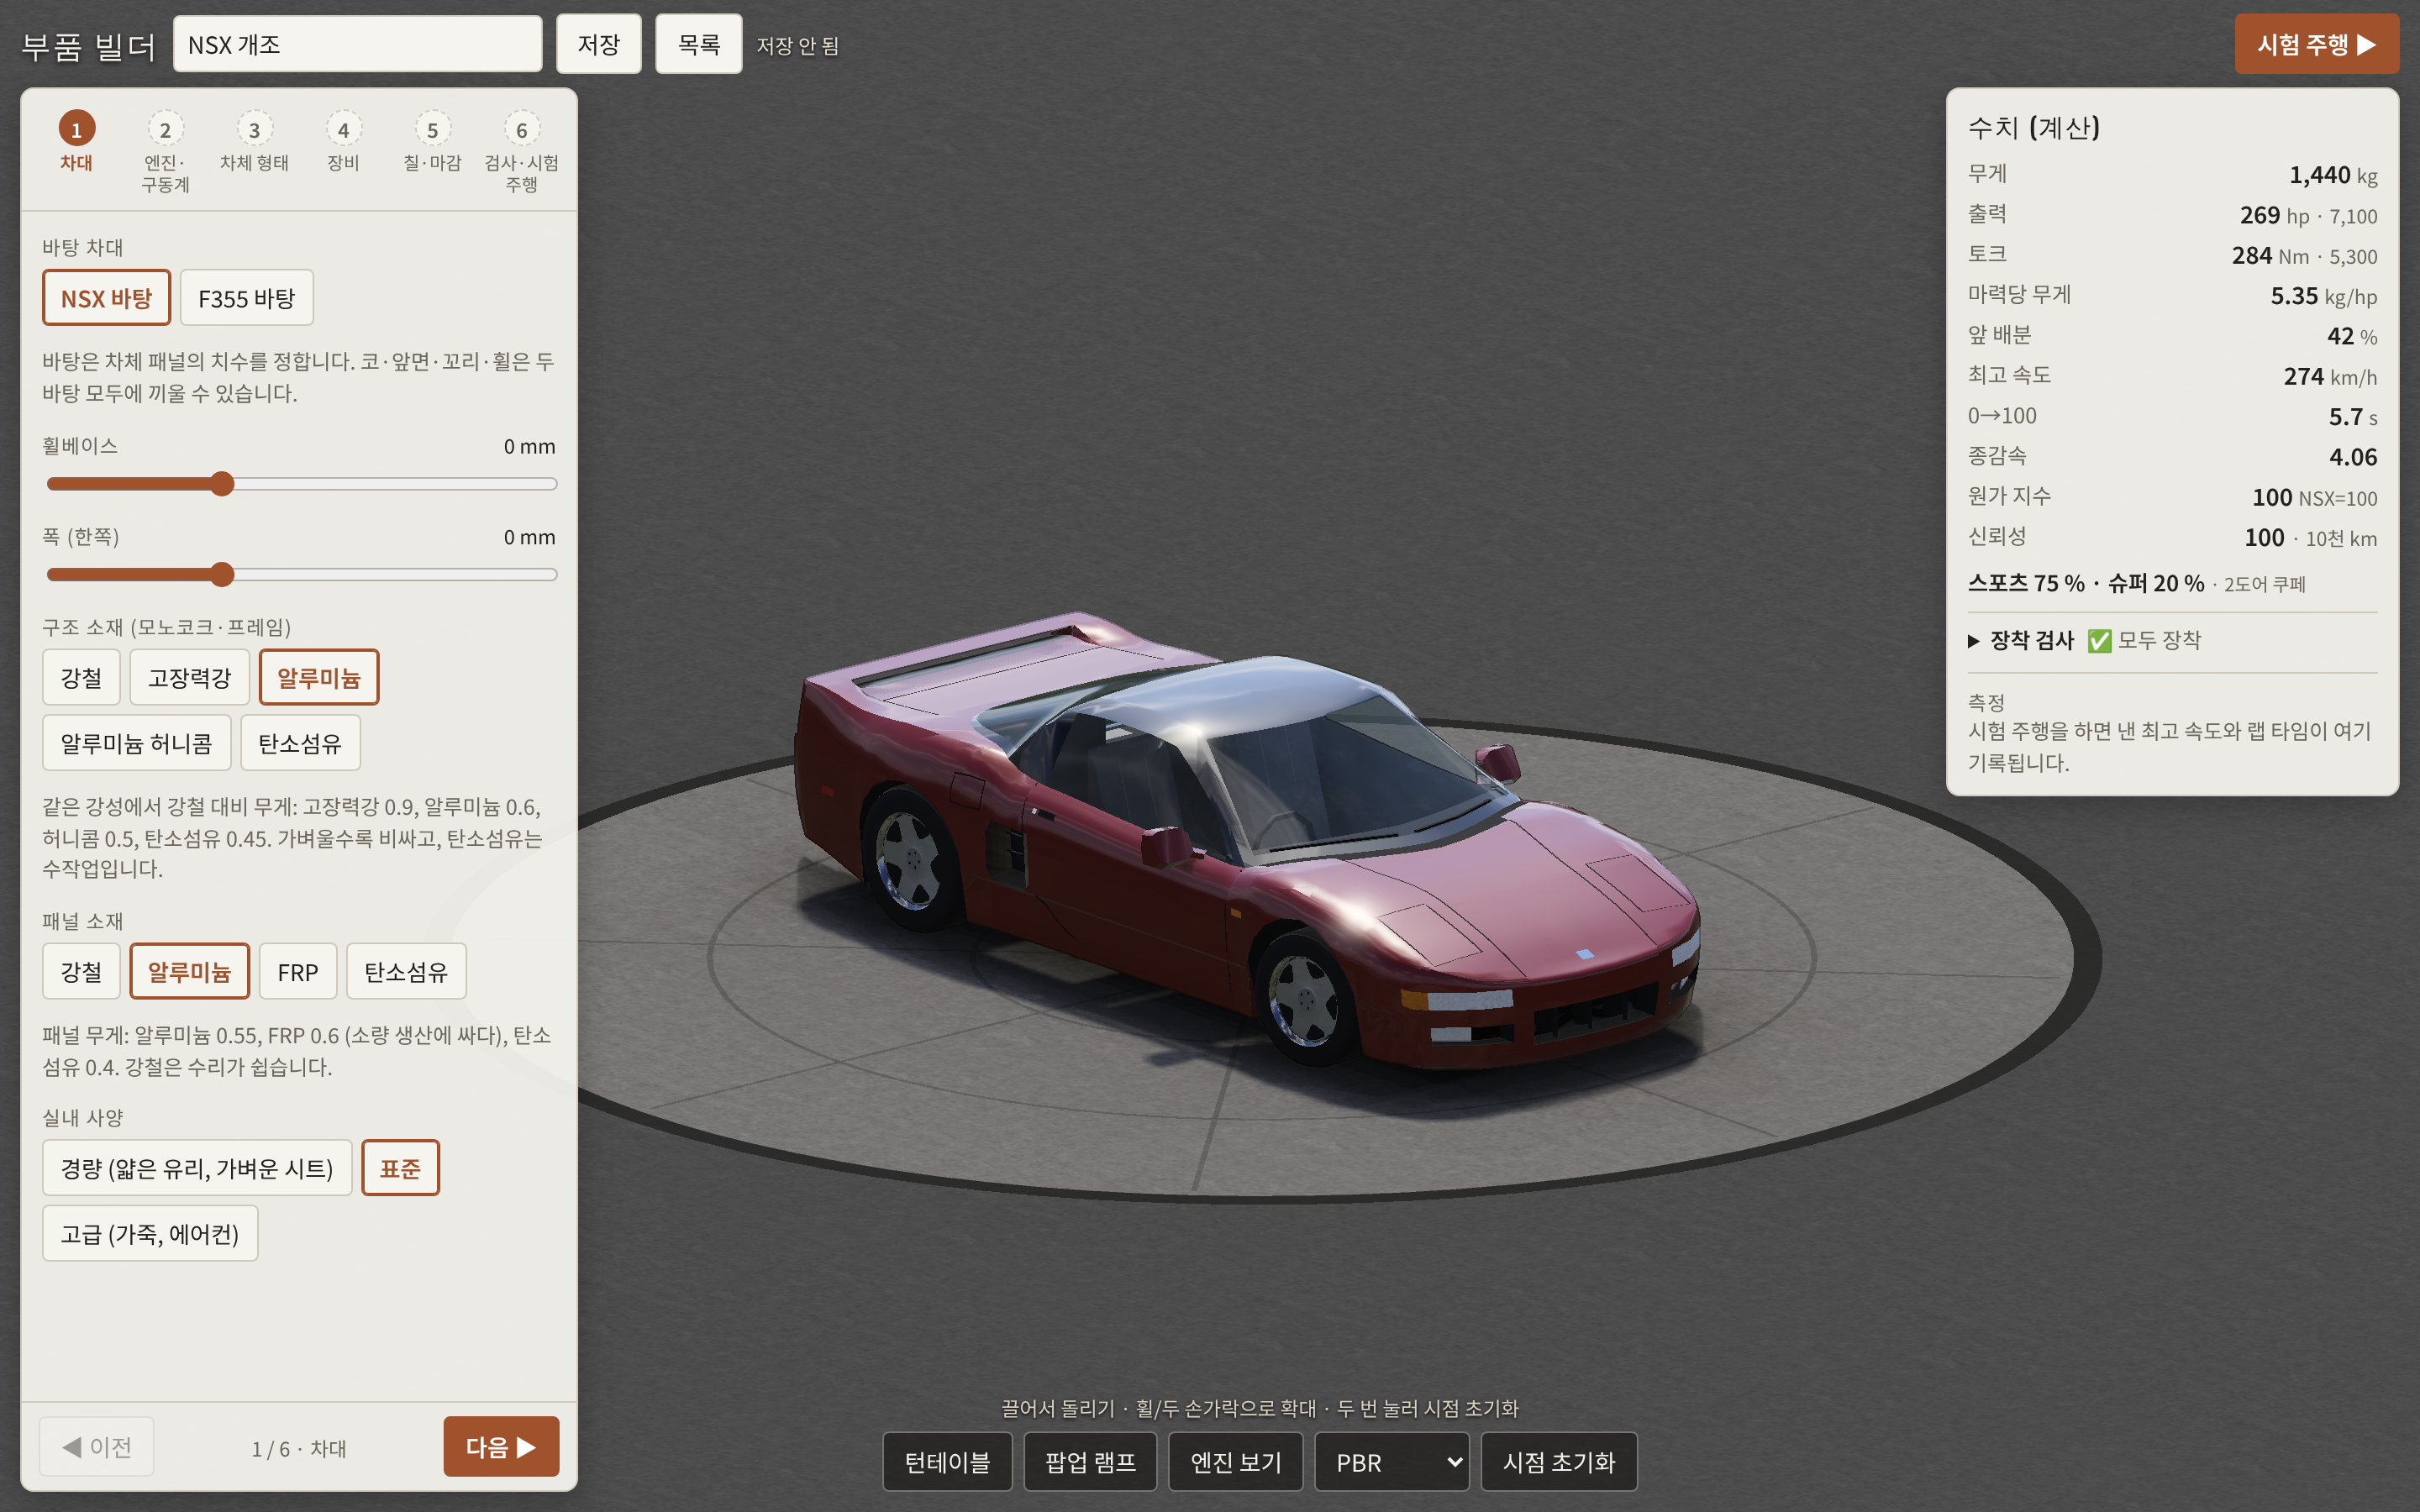 부품 빌더
NSX 개조
저장
목록
저장 안 됨
시험 주행 ▶
1
2
3
4
5
6
차대
엔진·
구동계
차체 형태
장비
칠·마감
검사·시험
주행
바탕 차대
NSX 바탕
F355 바탕
바탕은 차체 패널의 치수를 정합니다. 코·앞면·꼬리·휠은 두
바탕 모두에 끼울 수 있습니다.
휠베이스 0 mm
폭 (한쪽) 0 mm
구조 소재 (모노코크·프레임)
강철
고장력강
알루미늄
알루미늄 허니콤
탄소섬유
같은 강성에서 강철 대비 무게: 고장력강 0.9, 알루미늄 0.6,
허니콤 0.5, 탄소섬유 0.45. 가벼울수록 비싸고, 탄소섬유는
수작업입니다.
패널 소재
강철
알루미늄
FRP
탄소섬유
패널 무게: 알루미늄 0.55, FRP 0.6 (소량 생산에 싸다), 탄소
섬유 0.4. 강철은 수리가 쉽습니다.
실내 사양
경량 (얇은 유리, 가벼운 시트)
표준
고급 (가죽, 에어컨)
◀ 이전
1 / 6 · 차대
다음 ▶
수치 (계산)
무게 1,440 kg
출력 269 hp · 7,100
토크 284 Nm · 5,300
마력당 무게 5.35 kg/hp
앞 배분 42 %
최고 속도 274 km/h
0→100 5.7 s
종감속 4.06
원가 지수 100 NSX=100
신뢰성 100 · 10천 km
스포츠 75 % · 슈퍼 20 % · 2도어 쿠페
▶ 장착 검사 ✅ 모두 장착
측정
시험 주행을 하면 낸 최고 속도와 랩 타임이 여기
기록됩니다.
끌어서 돌리기 · 휠/두 손가락으로 확대 · 두 번 눌러 시점 초기화
턴테이블
팝업 램프
엔진 보기
PBR
시점 초기화